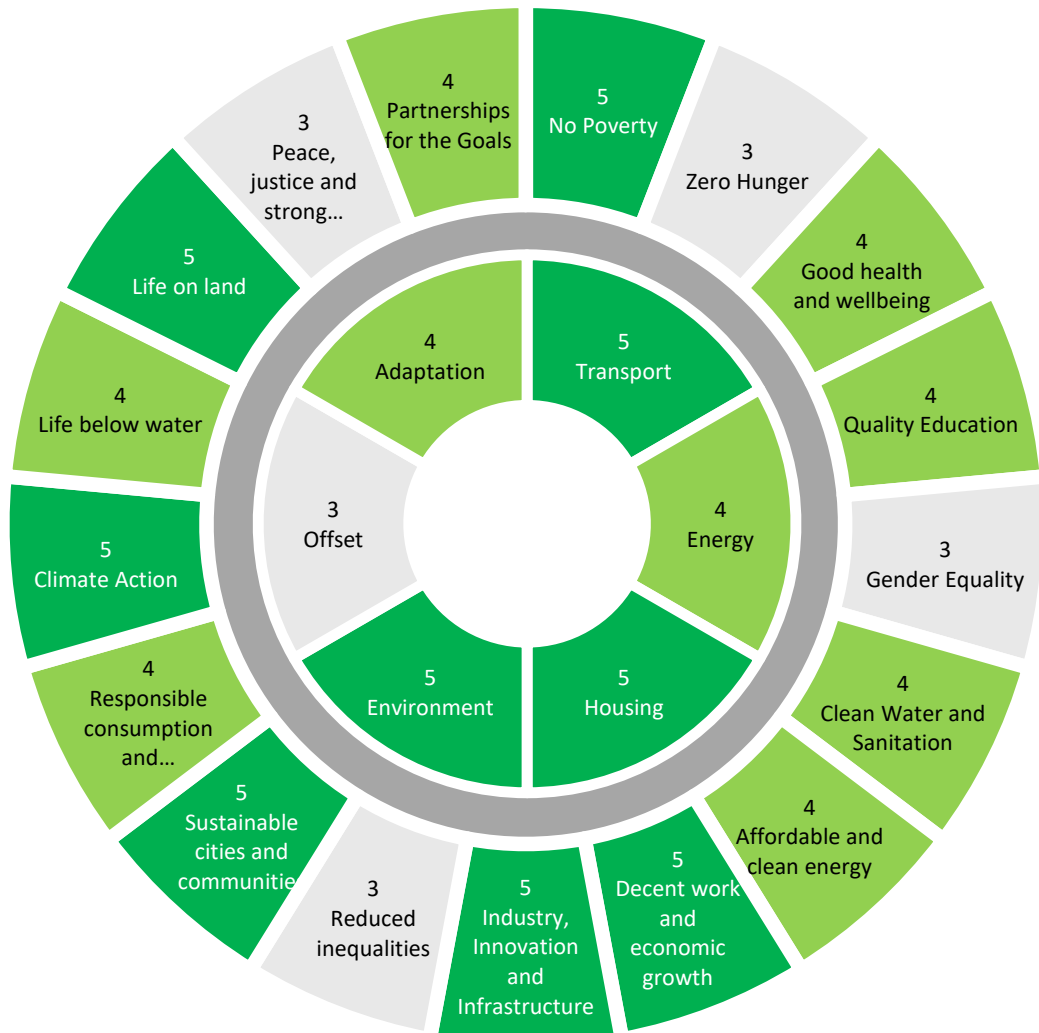 5
No Poverty
3
Zero Hunger
4
Good health
and wellbeing
4
Quality Education
3
Gender Equality
4
Clean Water and
Sanitation
4
Affordable and
clean energy
5
Decent work
and
economic
growth
5
Industry,
Innovation
and
Infrastructure
3
Reduced
inequalities
5
Sustainable
cities and
communities
4
Responsible
consumption
and…
5
Climate Action
4
Life below water
5
Life on land
3
Peace,
justice and
strong…
4
Partnerships
for the Goals
5
Transport
4
Energy
5
Housing
5
Environment
3
Offset
4
Adaptation